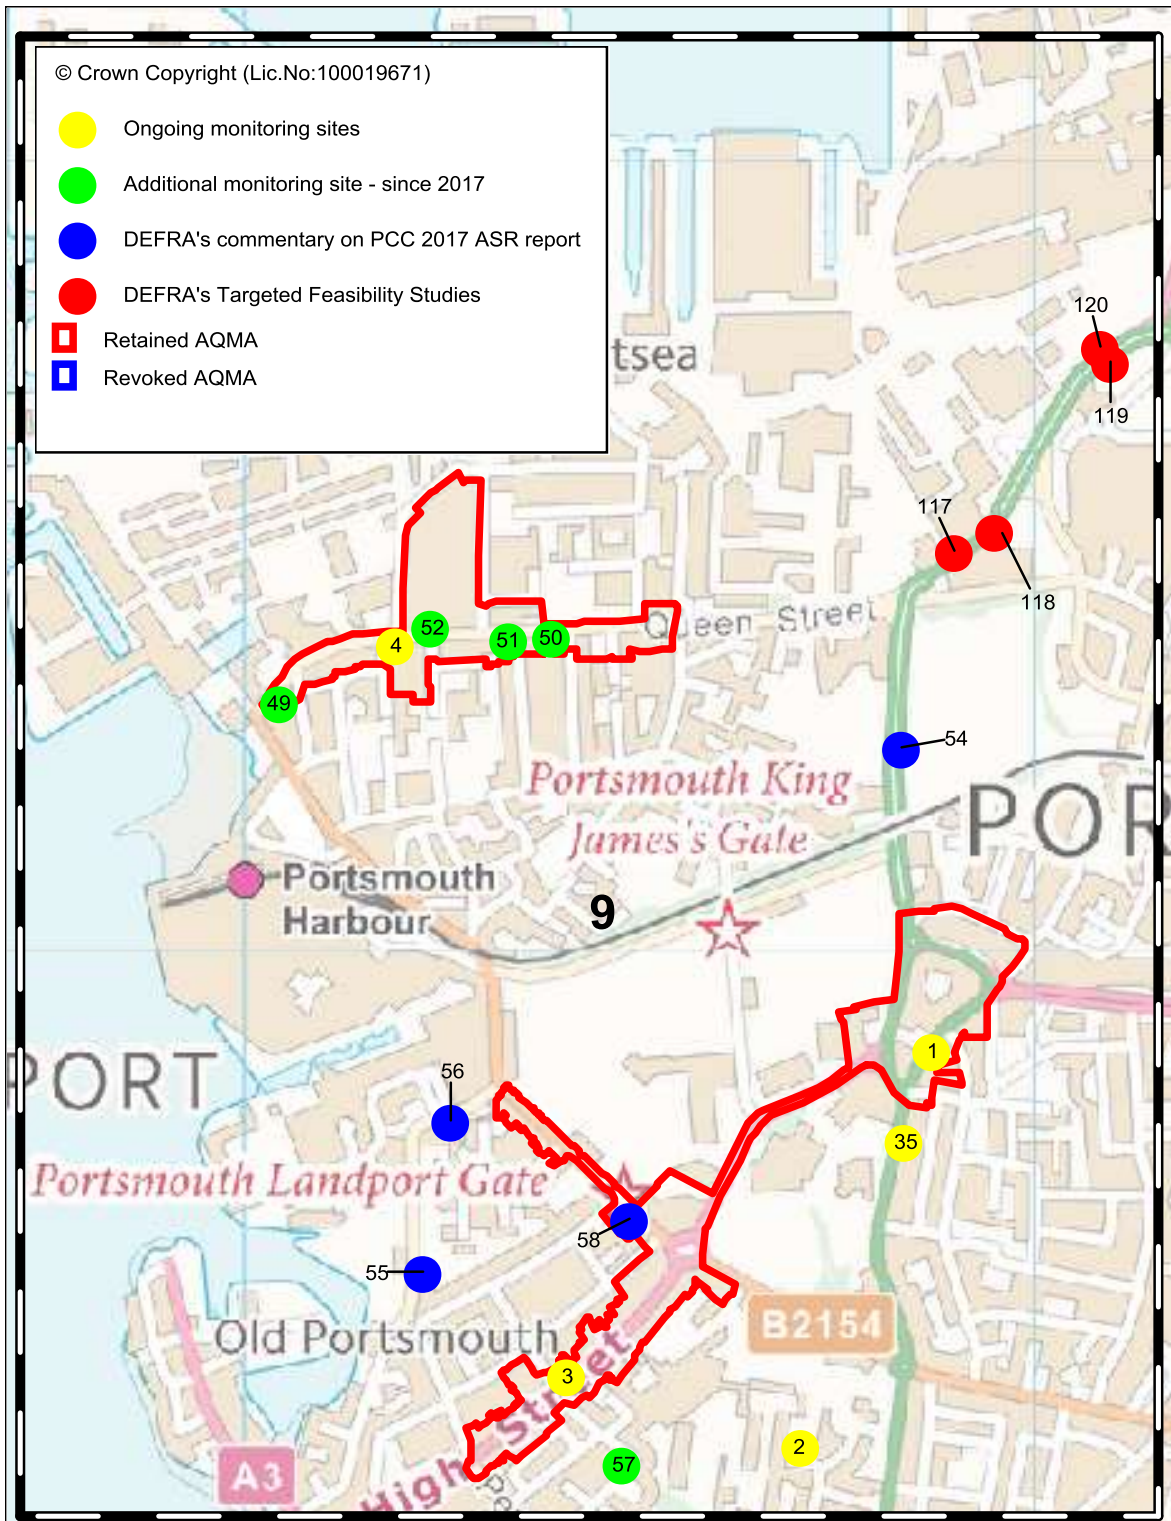 © Crown Copyright (Lic.No:100019671)
Ongoing monitoring sites
Additional monitoring site - since 2017
DEFRA's commentary on PCC 2017 ASR report
DEFRA's Targeted Feasibility Studies
Retained AQMA
Revoked AQMA
120
tsea
119
117
118
Queen Street
52
51
50
4
49
54
Portsmouth King
James's Gate
POR
Portsmouth
Harbour
9
1
PORT
56
35
Portsmouth Landport Gate
58
55
B2154
Old Portsmouth
3
High Street
2
57
A3
Pe